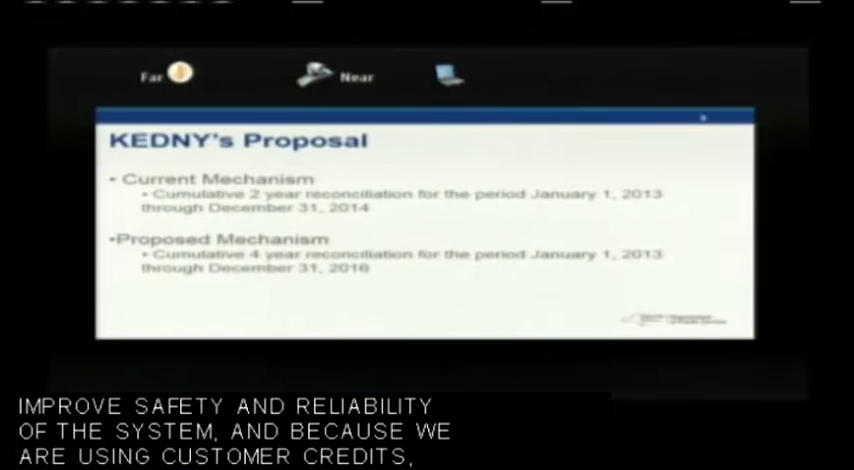 Far
Near
KEDNY's Proposal
• Current Mechanism
• Cumulative 2 year reconciliation for the period January 1, 2013
through December 31, 2014
•Proposed Mechanism
• Cumulative 4 year reconciliation for the period January 1, 2013
through December 31, 2016
IMPROVE SAFETY AND RELIABILITY
OF THE SYSTEM, AND BECAUSE WE
ARE USING CUSTOMER CREDITS,